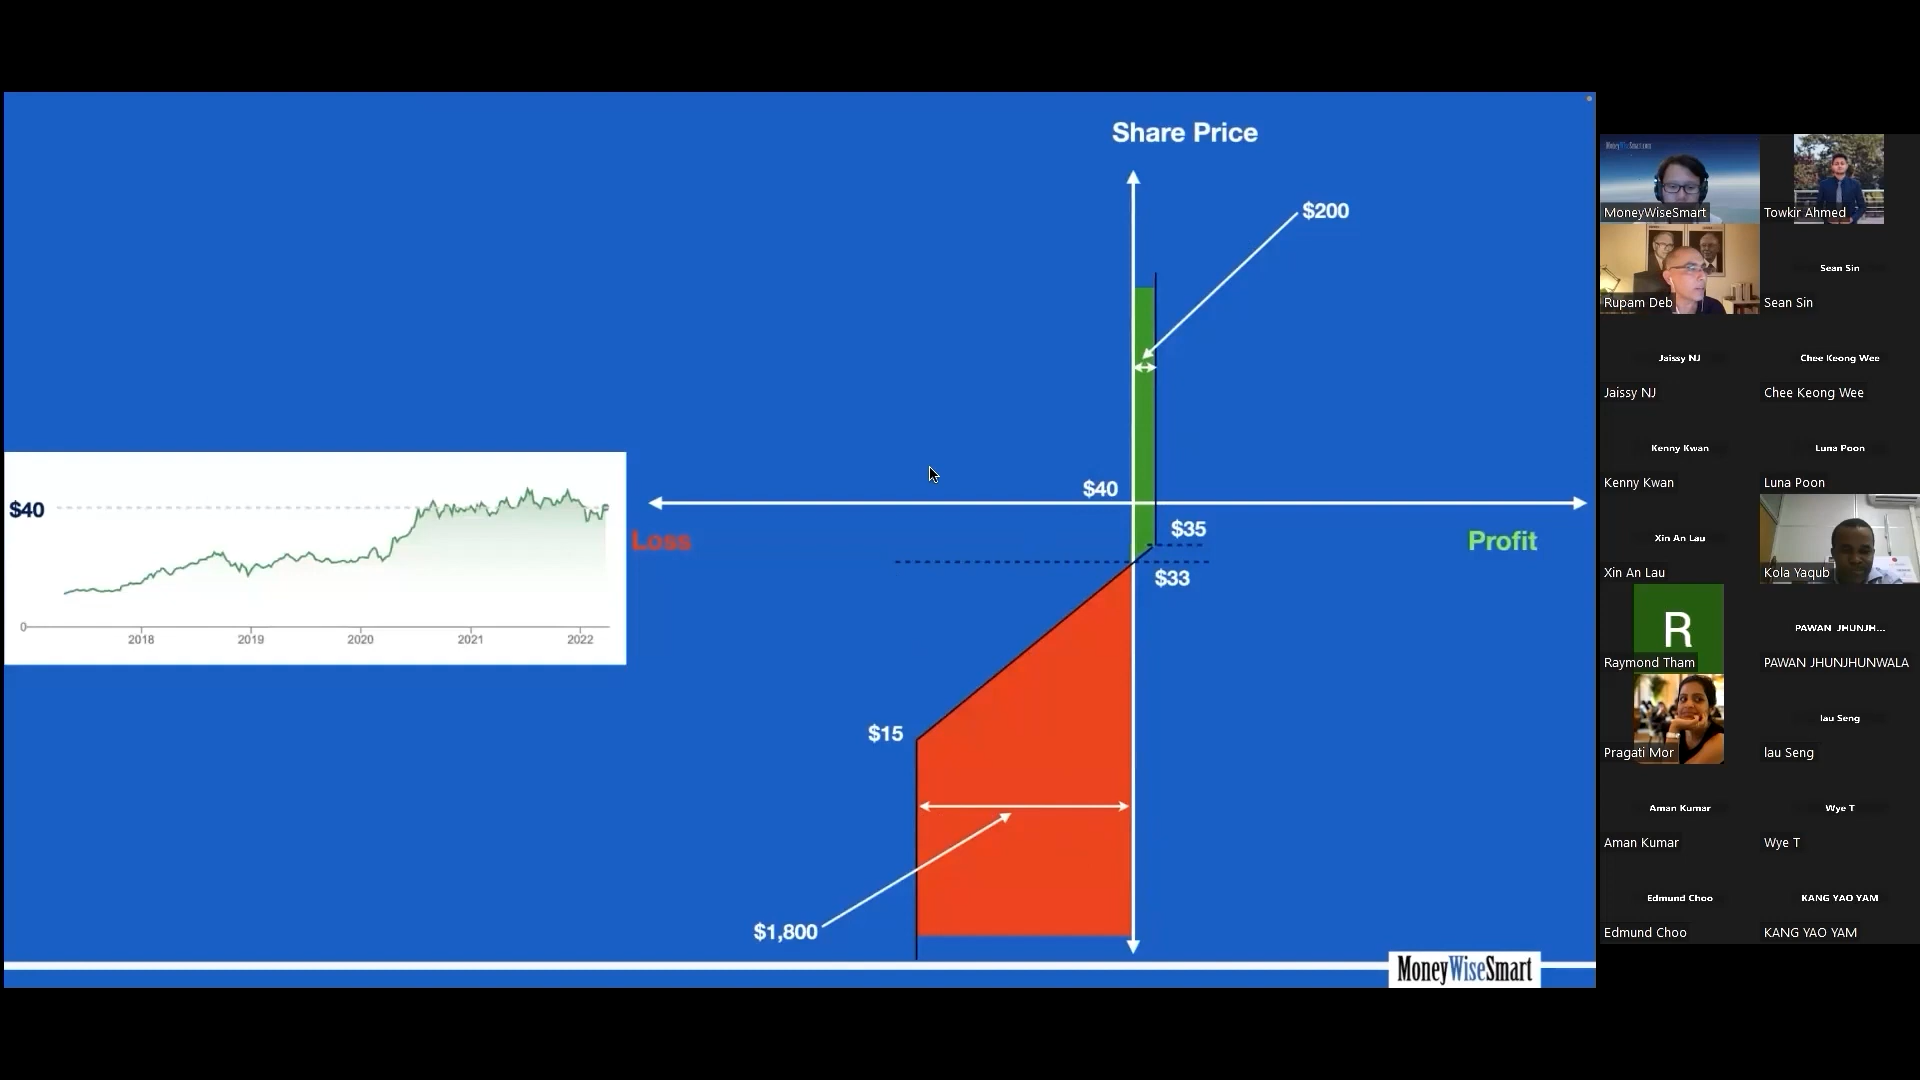 Share Price
$200
$40
$35
Loss
Profit
$33
$15
$1,800
$40
0
2018
2019
2020
2021
2022
MoneyWiseSmart
MoneyWiseSmart.com
MoneyWiseSmart
Towkir Ahmed
Rupam Deb
Sean Sin
Sean Sin
Jaissy NJ
Jaissy NJ
Chee Keong Wee
Chee Keong Wee
Kenny Kwan
Kenny Kwan
Luna Poon
Luna Poon
Xin An Lau
Xin An Lau
Kola Yaqub
R
Raymond Tham
PAWAN JHUNJH...
PAWAN JHUNJHUNWALA
Pragati Mor
lau Seng
lau Seng
Aman Kumar
Aman Kumar
Wye T
Wye T
Edmund Choo
Edmund Choo
KANG YAO YAM
KANG YAO YAM